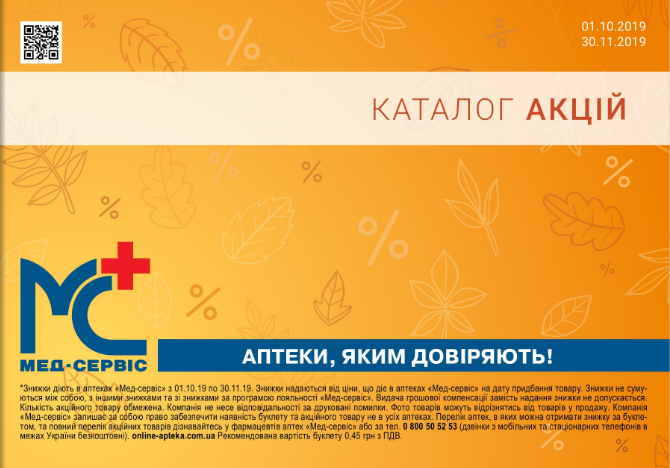 01.10.2019
30.11.2019
КАТАЛОГ АКЦІЙ
МС
МЕД-СЕРВІС
АПТЕКИ, ЯКИМ ДОВІРЯЮТЬ!
*Знижки діють в аптеках «Мед-сервіс» з 01.10.19 по 30.11.19. Знижки надаються від ціни, що діє в аптеках «Мед-сервіс» на дату придбання товару. Знижки не суму-
ються між собою, з іншими знижками та зі знижками за програмою лояльності «Мед-сервіс». Видача грошової компенсації замість надання знижки не допускається.
Кількість акційного товару обмежена. Компанія не несе відповідальності за друковані помилки. Фото товарів можуть відрізнятись від товарів у продажу. Компанія
«Мед-сервіс» залишає за собою право забезпечити наявність буклету та акційного товару не в усіх аптеках. Перелік аптек, в яких можна отримати знижку за букле-
том, та повний перелік акційних товарів дізнавайтесь у фармацевтів аптек «Мед-сервіс» або за тел. 0 800 50 52 53 (дзвінки з мобільних та стаціонарних телефонів в
межах України безкоштовні). online-apteka.com.ua Рекомендована вартість буклету 0,45 грн з ПДВ.